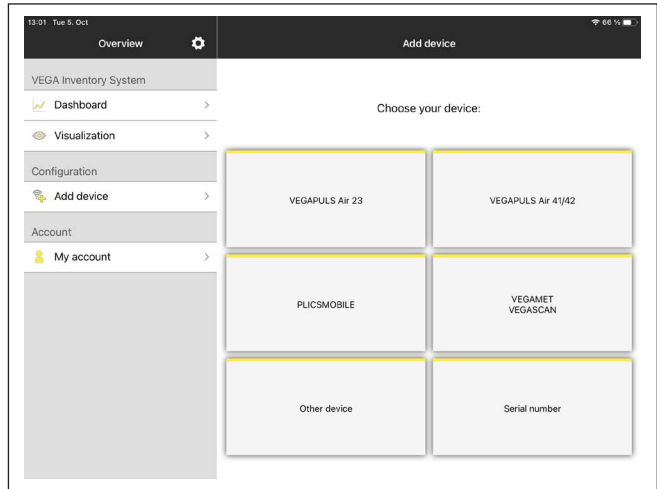 13:01 Tue 5. Oct
66 %
Overview
Add device
VEGA Inventory System
Dashboard
Visualization
Configuration
Add device
Account
My account
Choose your device:
VEGAPULS Air 23
VEGAPULS Air 41/42
PLICSMOBILE
VEGAMET
VEGASCAN
Other device
Serial number